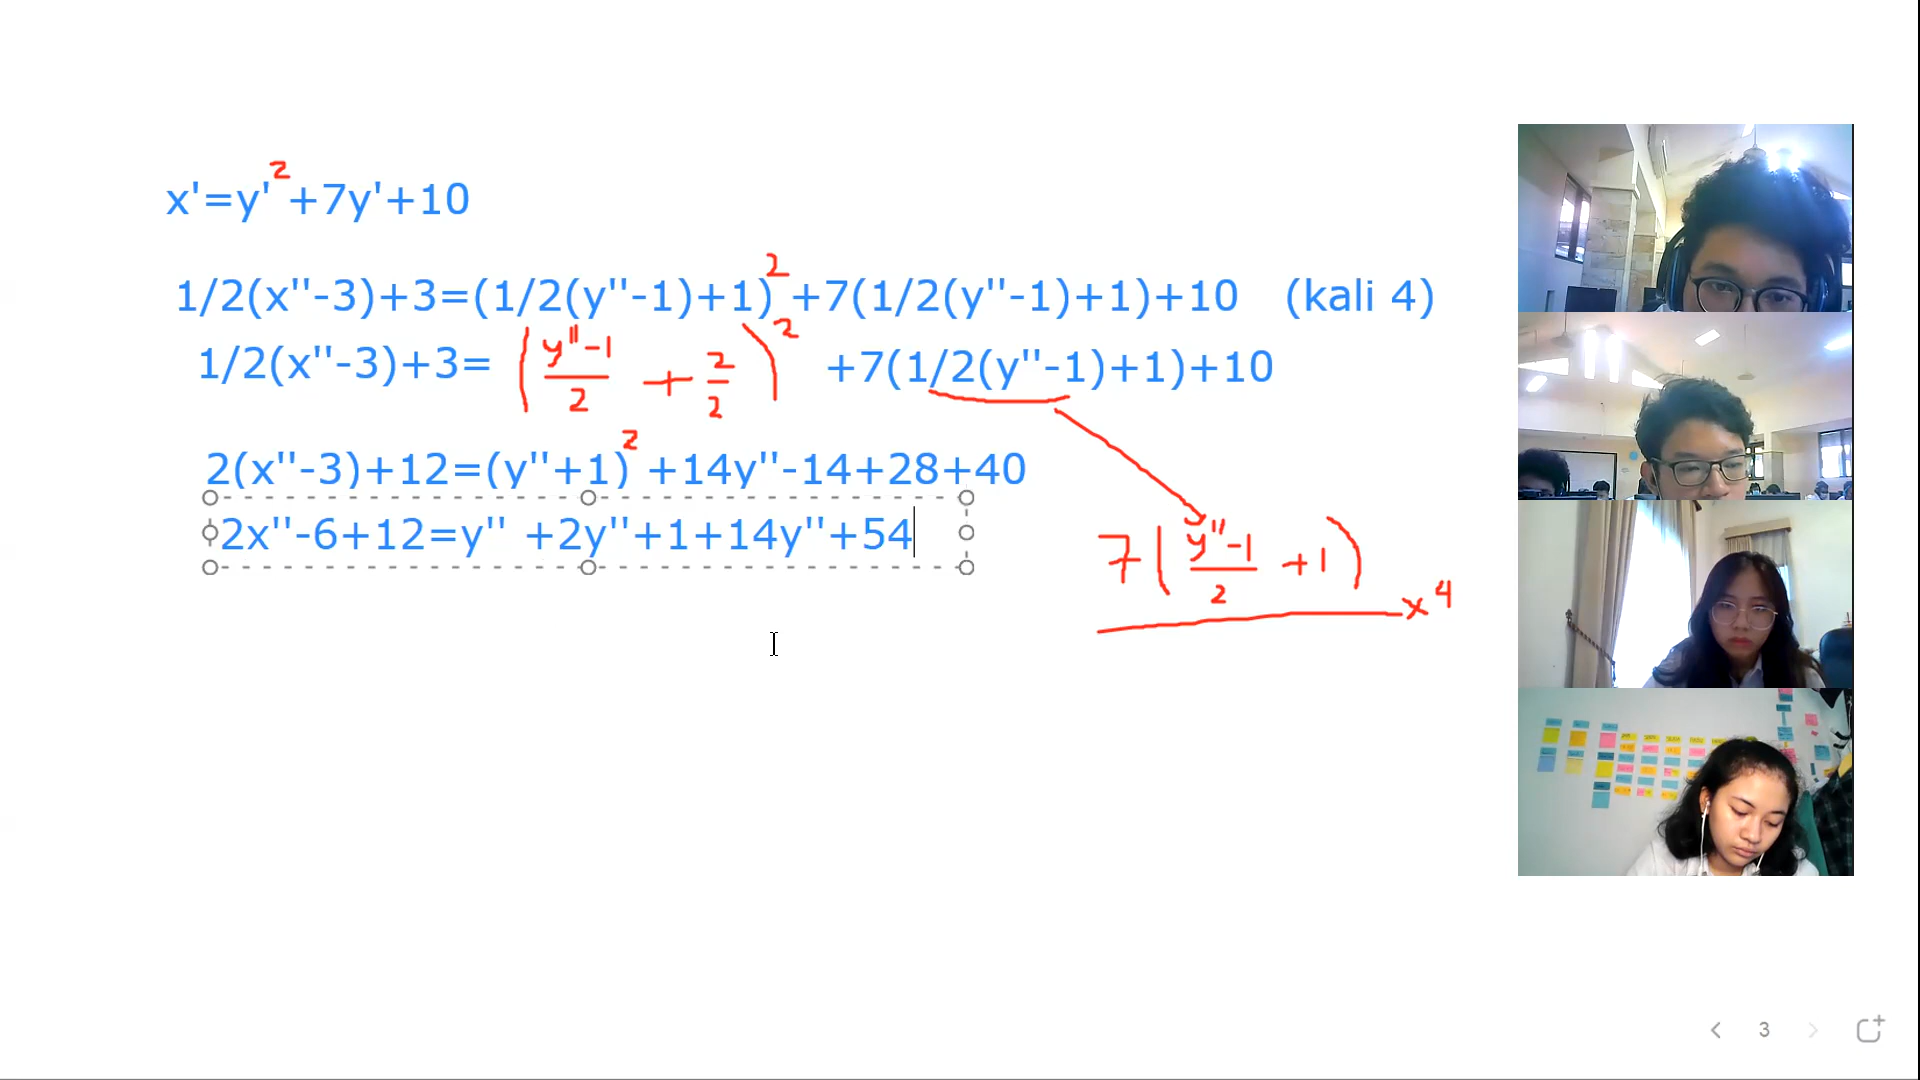 x'=y'²+7y'+10
1/2(x''-3)+3=(1/2(y''-1)+1)²+7(1/2(y''-1)+1)+10 (kali 4)
1/2(x''-3)+3= (y''-1/2 + 2/2)² +7(1/2(y''-1)+1)+10
2(x''-3)+12=(y''+1)²+14y''-14+28+40
2x''-6+12=y'' +2y''+1+14y''+54
7(y''-1/2 +1) x4
3